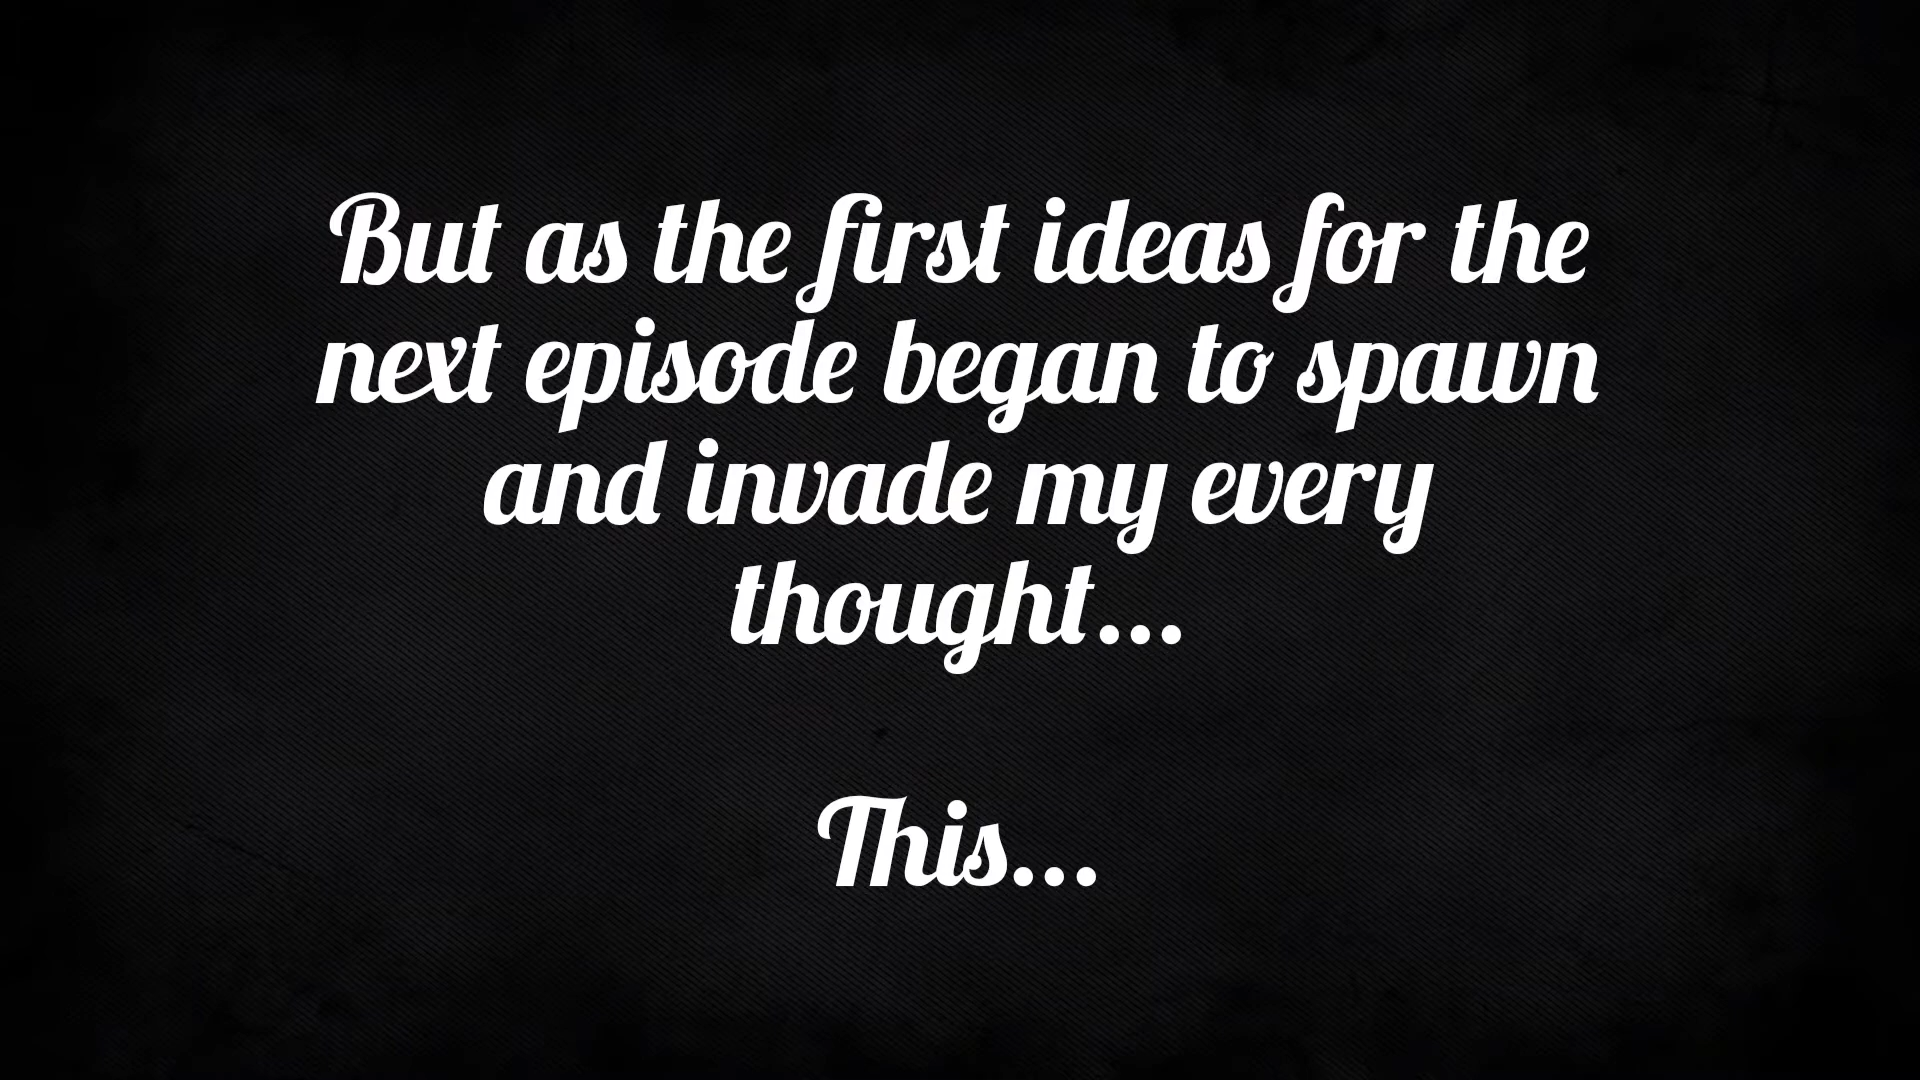 But as the first ideas for the
next episode began to spawn
and invade my every
thought...
This...